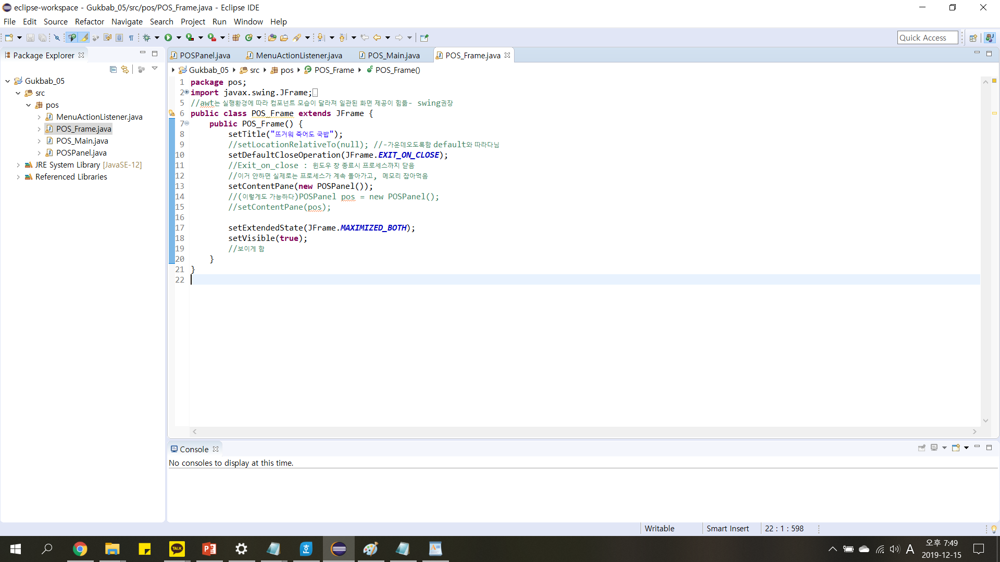 eclipse-workspace - Gukbab_05/src/pos/POS_Frame.java - Eclipse IDE
File Edit Source Refactor Navigate Search Project Run Window Help
Quick Access
Package Explorer
Gukbab_05
src
pos
MenuActionListener.java
POS_Frame.java
POS_Main.java
POSPanel.java
JRE System Library [JavaSE-12]
Referenced Libraries
POSPanel.java MenuActionListener.java POS_Main.java POS_Frame.java
Gukbab_05 src pos POS_Frame POS_Frame()
1 package pos;
2 import javax.swing.JFrame;
5 //awt는 실행환경에 따라 컴포넌트 모습이 달라져 일관된 화면 제공이 힘듦- swing권장
6 public class POS_Frame extends JFrame {
7 public POS_Frame() {
8 setTitle("뜨거워 죽어도 국밥");
9 //setLocationRelativeTo(null); //-가운데오도록함 default와 따라다님
10 setDefaultCloseOperation(JFrame.EXIT_ON_CLOSE);
11 //Exit_on_close : 윈도우 창 종료시 프로세스까지 닫음
12 //이거 안하면 실제로는 프로세스가 계속 돌아가고, 메모리 잡아먹음
13 setContentPane(new POSPanel());
14 //(이렇게도 가능하다)POSPanel pos = new POSPanel();
15 //setContentPane(pos);
16
17 setExtendedState(JFrame.MAXIMIZED_BOTH);
18 setVisible(true);
19 //보이게 함
20 }
21 }
22
Console
No consoles to display at this time.
Writable Smart Insert 22 : 1 : 598
TALK
A
오후 7:49
2019-12-15